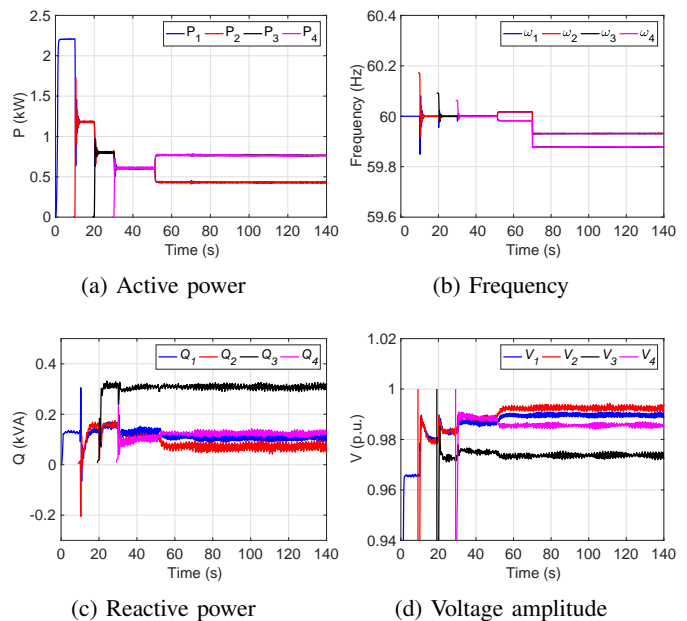 P₁ P₂ P₃ P₄
2.5
2
1.5
1
0.5
0
P (kW)
0 20 40 60 80 100 120 140
Time (s)
(a) Active power
ω₁ ω₂ ω₃ ω₄
60.4
60.2
60
59.8
59.6
Frequency (Hz)
0 20 40 60 80 100 120 140
Time (s)
(b) Frequency
Q₁ Q₂ Q₃ Q₄
0.4
0.2
0
-0.2
Q (kVA)
0 20 40 60 80 100 120 140
Time (s)
(c) Reactive power
V₁ V₂ V₃ V₄
1.02
1
0.98
0.96
0.94
V (p.u.)
0 20 40 60 80 100 120 140
Time (s)
(d) Voltage amplitude